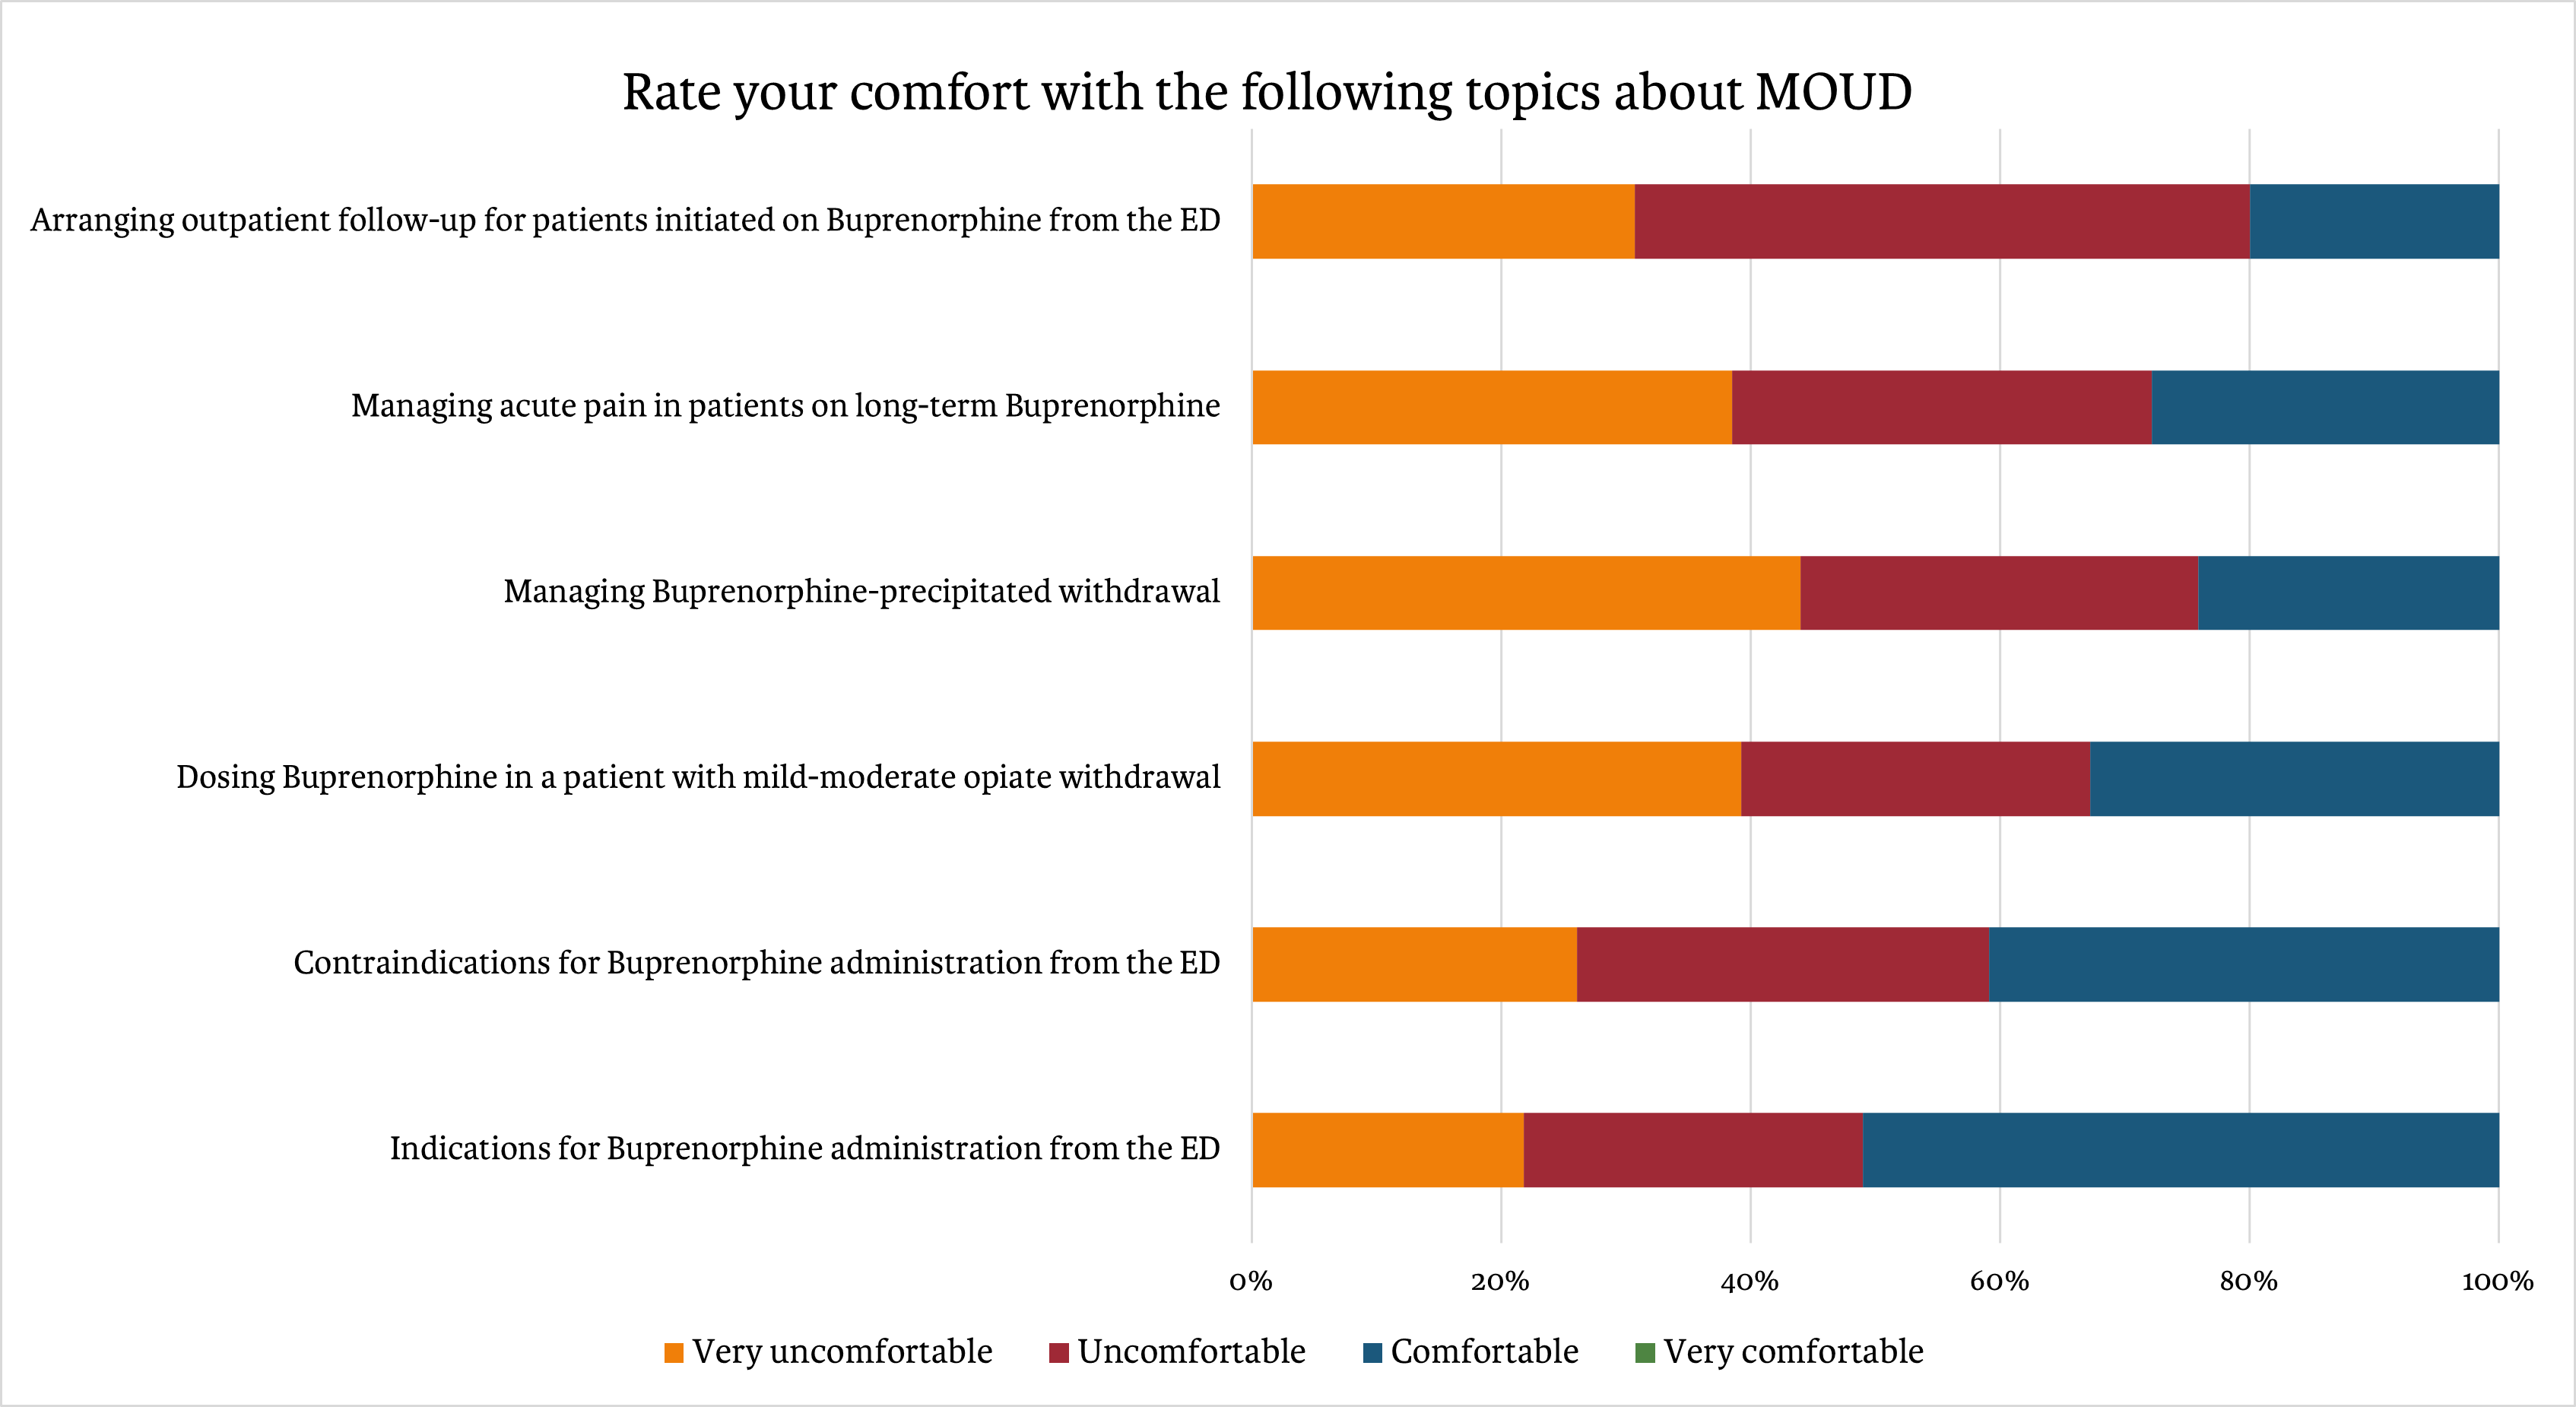 Rate your comfort with the following topics about MOUD
Arranging outpatient follow-up for patients initiated on Buprenorphine from the ED
Managing acute pain in patients on long-term Buprenorphine
Managing Buprenorphine-precipitated withdrawal
Dosing Buprenorphine in a patient with mild-moderate opiate withdrawal
Contraindications for Buprenorphine administration from the ED
Indications for Buprenorphine administration from the ED
0% 20% 40% 60% 80% 100%
Very uncomfortable Uncomfortable Comfortable Very comfortable